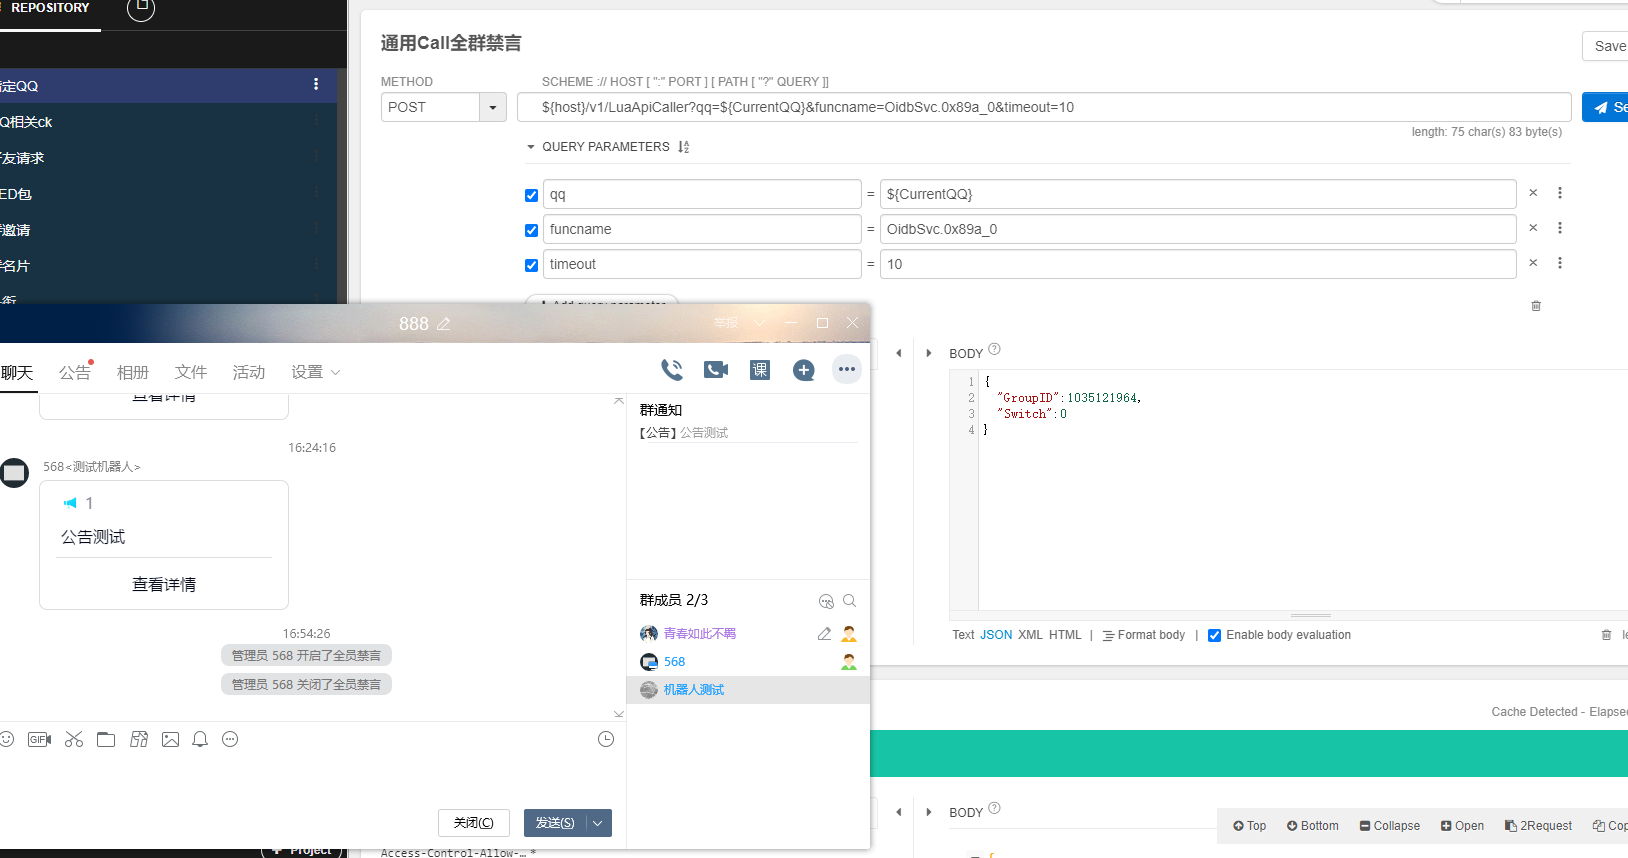 REPOSITORY
定QQ
Q相关ck
友请求
ED包
邀请
名片
通用Call全群禁言
Save
METHOD
SCHEME :// HOST [ ":" PORT ] [ PATH [ "?" QUERY ]]
POST
${host}/v1/LuaApiCaller?qq=${CurrentQQ}&funcname=OidbSvc.0x89a_0&timeout=10
length: 75 char(s) 83 byte(s)
QUERY PARAMETERS
qq = ${CurrentQQ}
funcname = OidbSvc.0x89a_0
timeout = 10
Add query parameter
888
举报
聊天 公告 相册 文件 活动 设置
课
查看详情
16:24:16
568<测试机器人>
1
公告测试
查看详情
16:54:26
管理员 568 开启了全员禁言
管理员 568 关闭了全员禁言
GIF
关闭(C) 发送(S)
群通知
【公告】公告测试
群成员 2/3
青春如此不羁
568
机器人测试
BODY
1 {
2 "GroupID":1035121964,
3 "Switch":0
4 }
Text JSON XML HTML | Format body | Enable body evaluation
Cache Detected - Elapsed
BODY
Top Bottom Collapse Open 2Request Cop
{
Project
Access-Control-Allow-… *